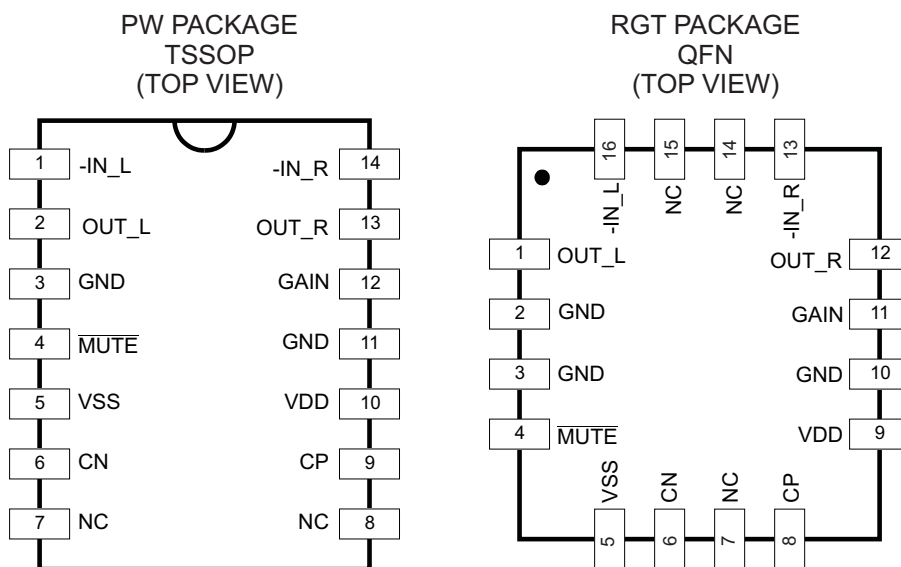 PW PACKAGE
TSSOP
(TOP VIEW)
1 -IN_L
2 OUT_L
3 GND
4 MUTE
5 VSS
6 CN
7 NC
-IN_R 14
OUT_R 13
GAIN 12
GND 11
VDD 10
CP 9
NC 8
RGT PACKAGE
QFN
(TOP VIEW)
16 -IN_L
15 NC
14 NC
13 -IN_R
1 OUT_L
2 GND
3 GND
4 MUTE
OUT_R 12
GAIN 11
GND 10
VDD 9
5 VSS
6 CN
7 NC
8 CP